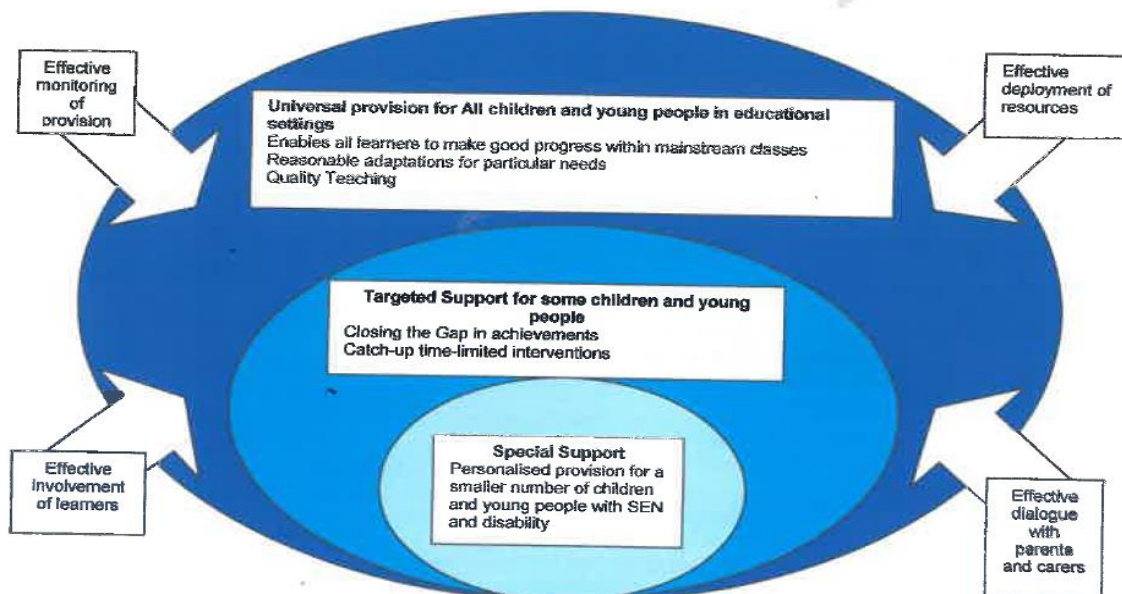 Effective
monitoring
of
provision
Effective
deployment of
resources
Universal provision for All children and young people in educational
settings
Enables all learners to make good progress within mainstream classes
Reasonable adaptations for particular needs
Quality Teaching
Targeted Support for some children and young
people
Closing the Gap in achievements
Catch-up time-limited interventions
Special Support
Personalised provision for a
smaller number of children
and young people with SEN
and disability
Effective
involvement
of learners
Effective
dialogue
with
parents
and carers